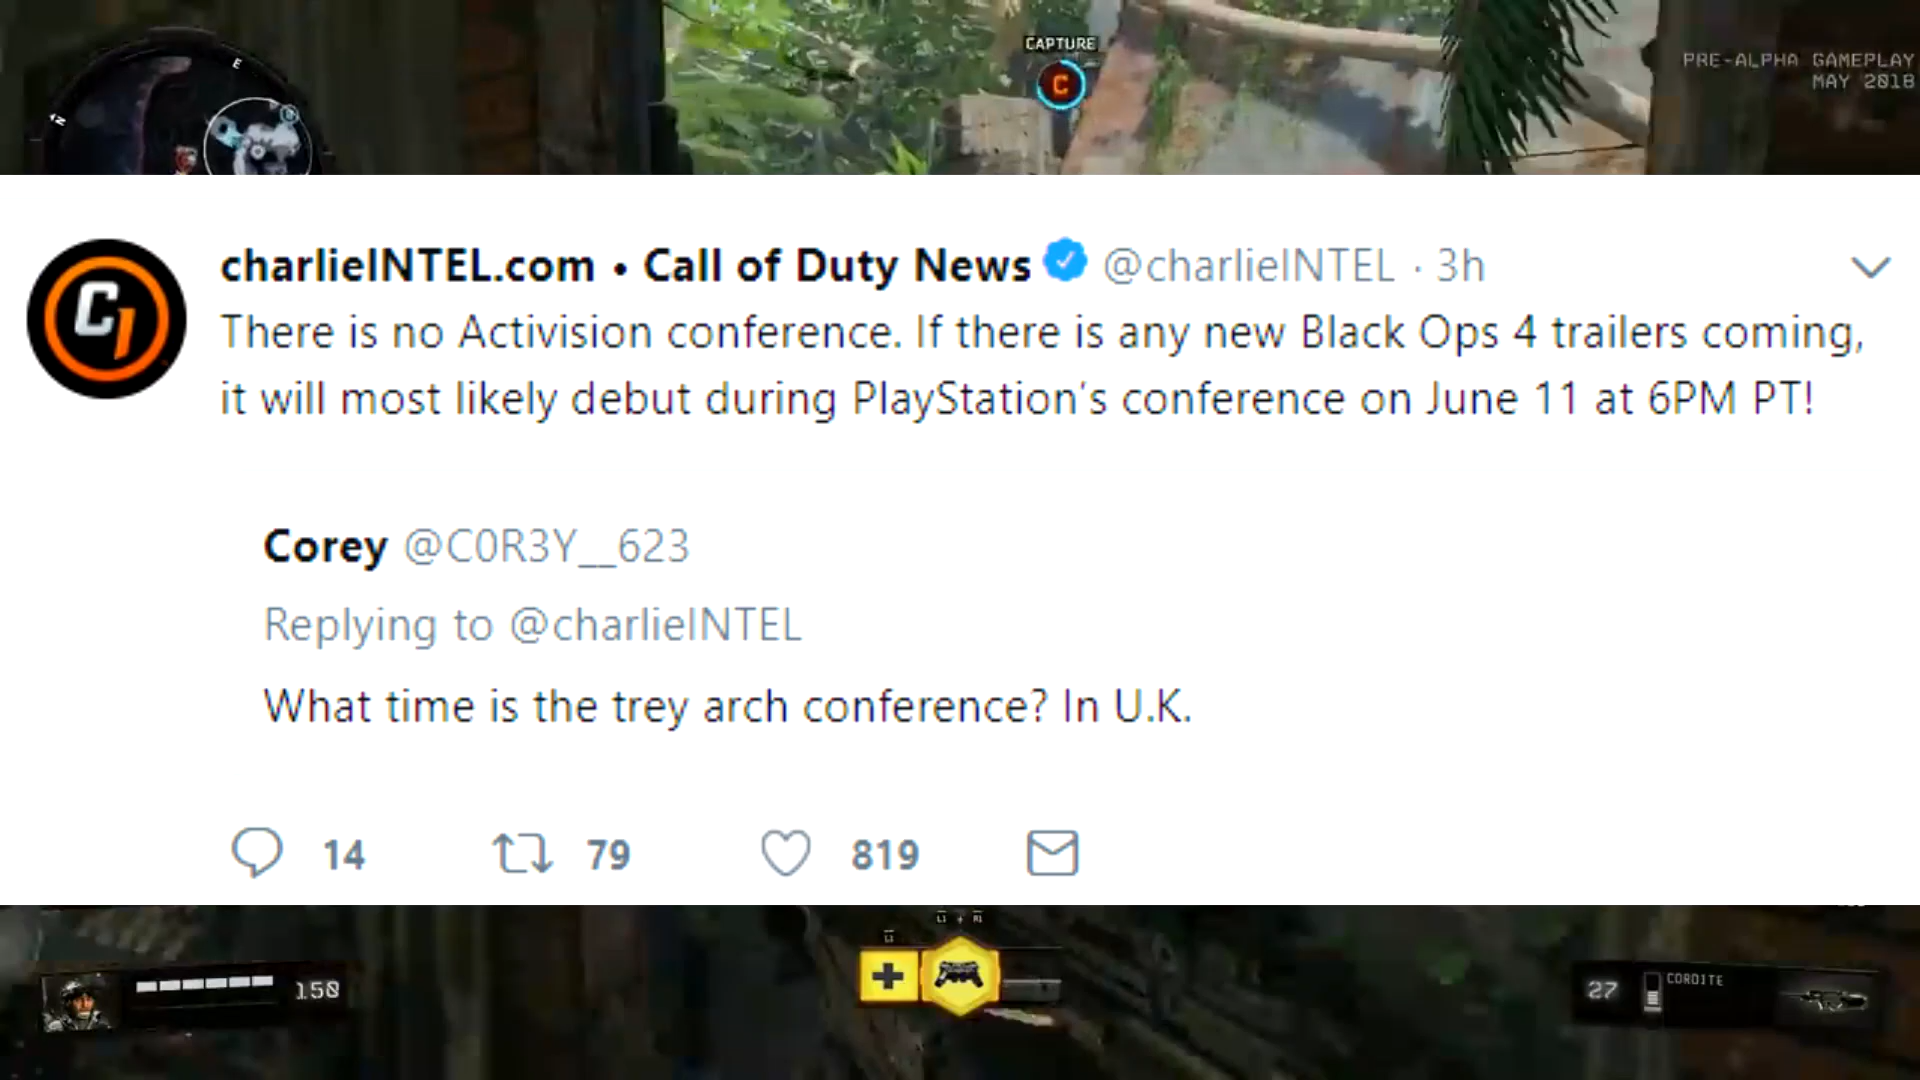 CAPTURE
C
PRE-ALPHA GAMEPLAY
MAY 2018
E
N
charlieINTEL.com • Call of Duty News @charlieINTEL · 3h
There is no Activision conference. If there is any new Black Ops 4 trailers coming,
it will most likely debut during PlayStation's conference on June 11 at 6PM PT!
Corey @C0R3Y__623
Replying to @charlieINTEL
What time is the trey arch conference? In U.K.
14 79 819
L1 + R1
L1
150
27 CORDITE